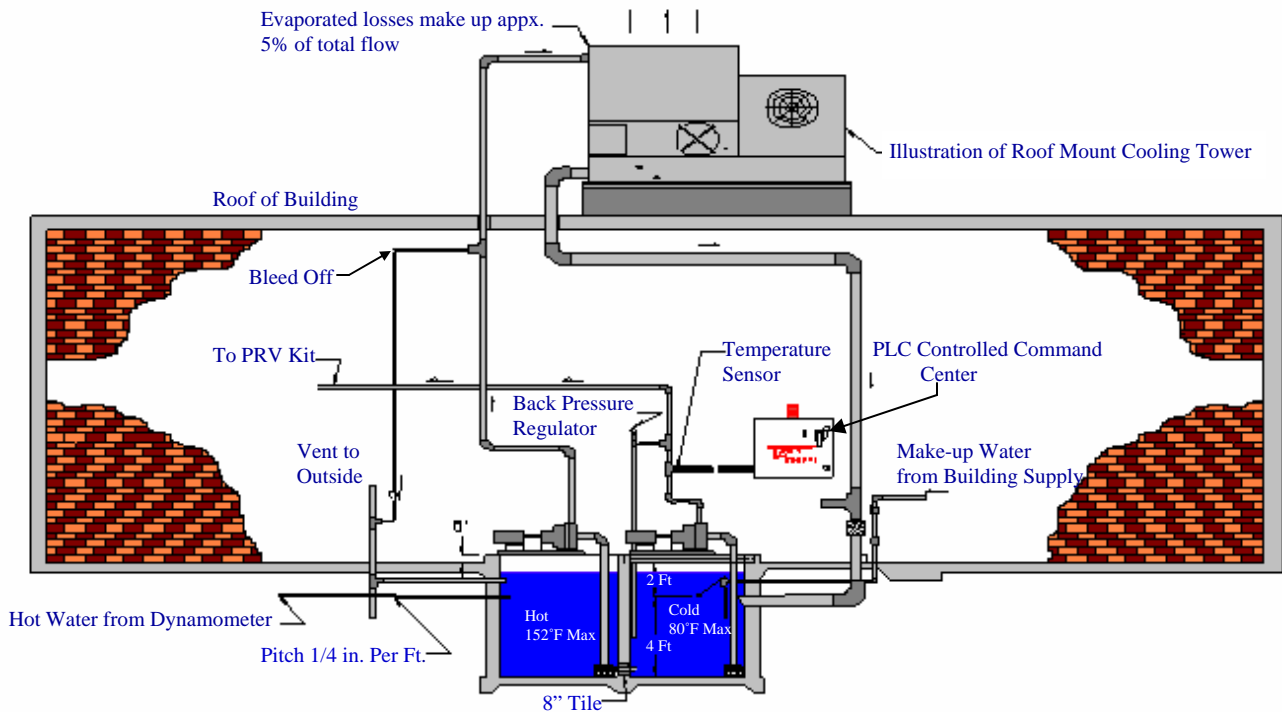 Evaporated losses make up appx.
5% of total flow
Illustration of Roof Mount Cooling Tower
Roof of Building
Bleed Off
To PRV Kit
Temperature
Sensor
PLC Controlled Command
Center
Back Pressure
Regulator
Vent to
Outside
Make-up Water
from Building Supply
2 Ft
Hot
152°F Max
Cold
80°F Max
4 Ft
Hot Water from Dynamometer
Pitch 1/4 in. Per Ft.
8” Tile